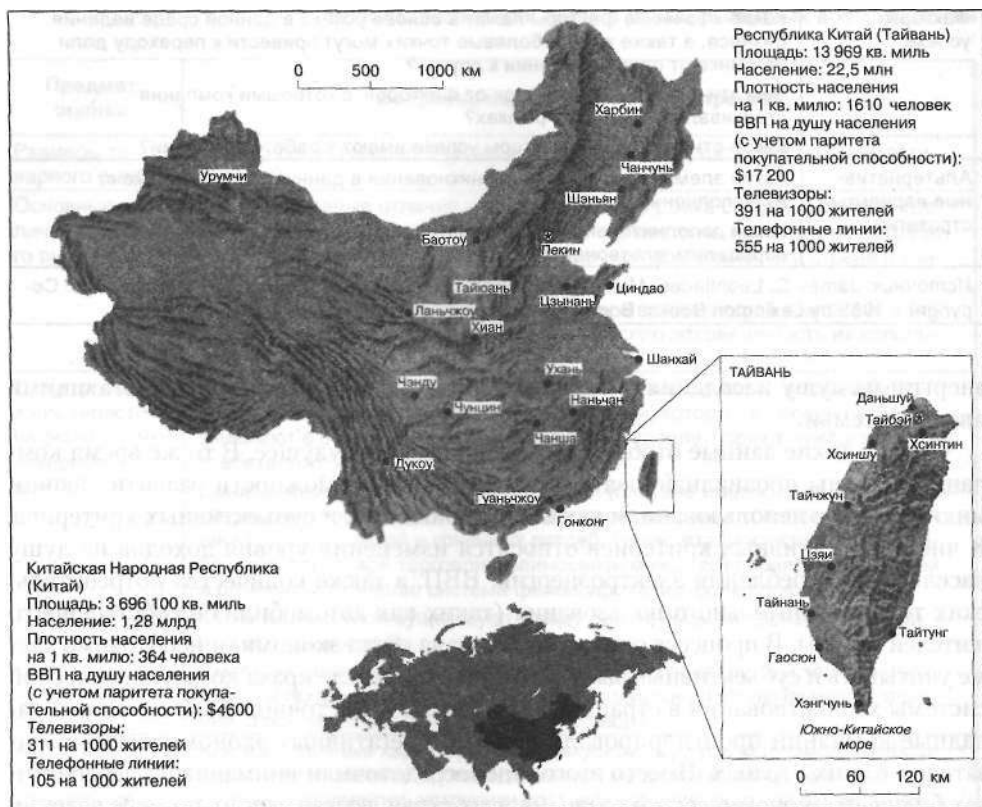 0 500 1000 км
Республика Китай (Тайвань)
Площадь: 13 969 кв. миль
Население: 22,5 млн
Плотность населения
на 1 кв. милю: 1610 человек
ВВП на душу населения
(с учетом паритета
покупательной способности):
$17 200
Телевизоры:
391 на 1000 жителей
Телефонные линии:
555 на 1000 жителей
Харбин
Чанчунь
Урумчи
Шэньян
Баотоу
Пекин
Тайюань
Циндао
Цзынань
Ланьчжоу
Хиан
Шанхай
Чэнду
Ухань
Наньчан
Чунцин
Чанша
Дукоу
Гуаньчжоу
Гонконг
ТАЙВАНЬ
Даньшуй
Тайбэй
Хсинтин
Хсиншу
Тайчжун
Цзяи
Тайнань
Тайтунг
Гаосюн
Хэнгчунь
Южно-Китайское
море
0 60 120 км
Китайская Народная Республика
(Китай)
Площадь: 3 696 100 кв. миль
Население: 1,28 млрд
Плотность населения
на 1 кв. милю: 364 человека
ВВП на душу населения
(с учетом паритета покупа-
тельной способности): $4600
Телевизоры:
311 на 1000 жителей
Телефонные линии:
105 на 1000 жителей